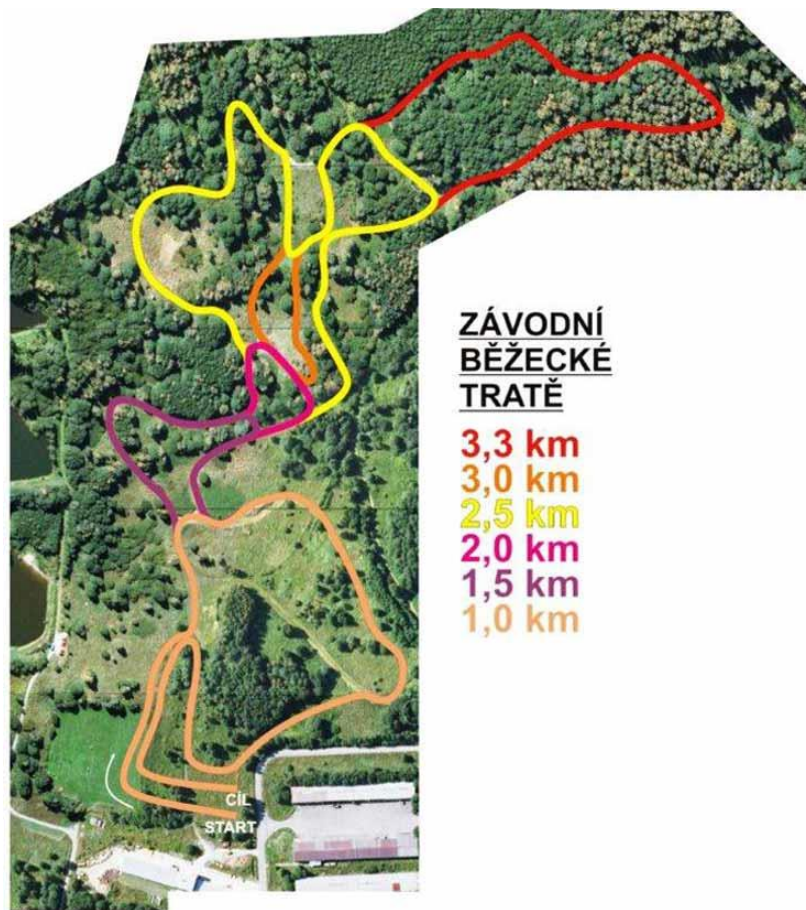 ZÁVODNÍ
BĚŽECKÉ
TRATĚ
3,3 km
3,0 km
2,5 km
2,0 km
1,5 km
1,0 km
CÍL
START